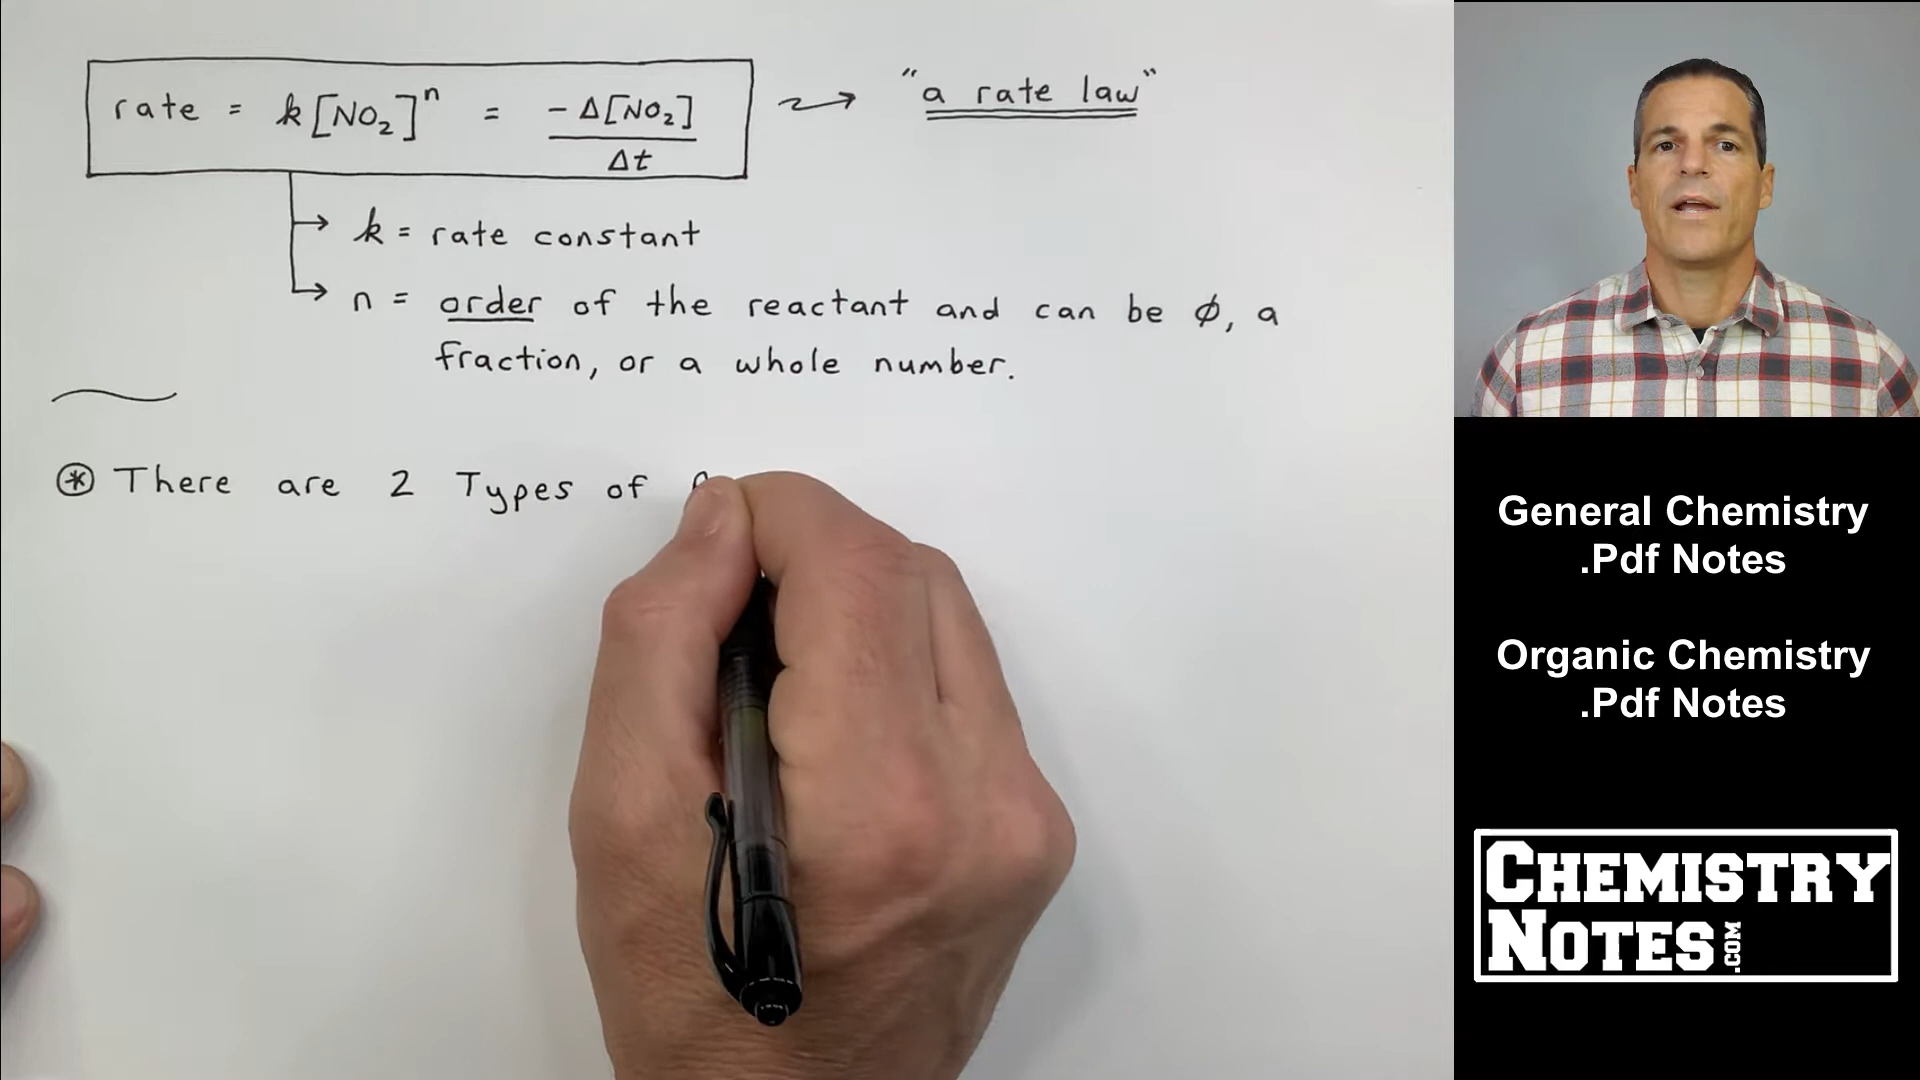 rate = k[NO₂]ⁿ = -Δ[NO₂]/Δt
"a rate law"
k = rate constant
n = order of the reactant and can be ϕ, a
fraction, or a whole number.
⊛ There are 2 Types of
General Chemistry
.Pdf Notes
Organic Chemistry
.Pdf Notes
CHEMISTRY
NOTES.COM